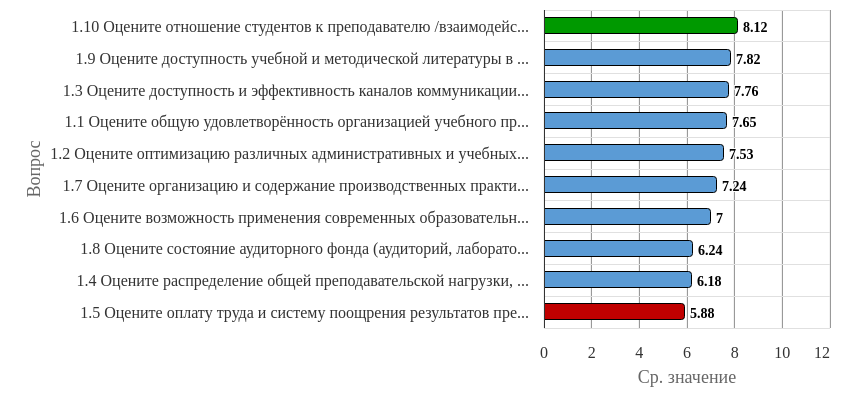 1.10 Оцените отношение студентов к преподавателю /взаимодейс... 8.12
1.9 Оцените доступность учебной и методической литературы в ... 7.82
1.3 Оцените доступность и эффективность каналов коммуникации... 7.76
1.1 Оцените общую удовлетворённость организацией учебного пр... 7.65
1.2 Оцените оптимизацию различных административных и учебных... 7.53
1.7 Оцените организацию и содержание производственных практи... 7.24
1.6 Оцените возможность применения современных образовательн... 7
1.8 Оцените состояние аудиторного фонда (аудиторий, лаборато... 6.24
1.4 Оцените распределение общей преподавательской нагрузки, ... 6.18
1.5 Оцените оплату труда и систему поощрения результатов пре... 5.88
Вопрос
0 2 4 6 8 10 12
Ср. значение